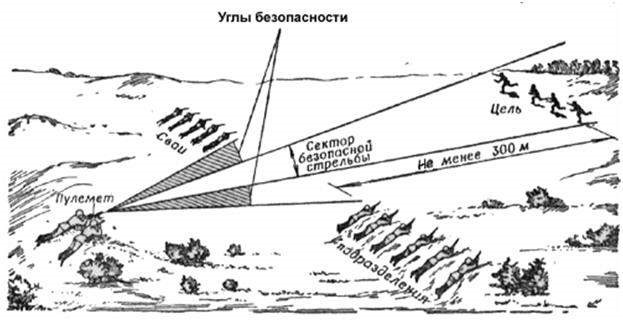 Углы безопасности
Цель
Свои
Сектор
безопасной
стрельбы
Не менее 300 м
Пулемет
подразделения